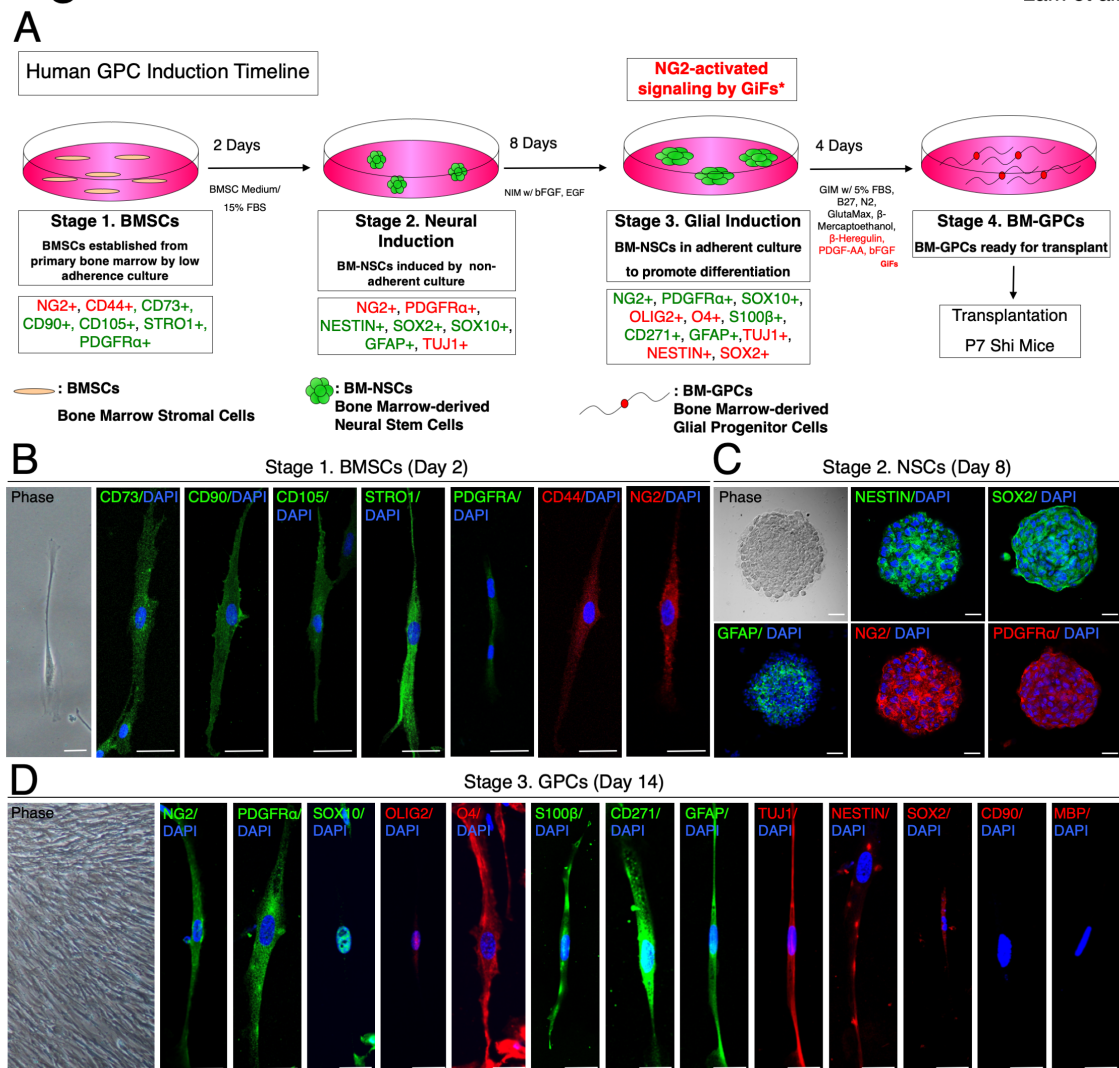 A
Human GPC Induction Timeline
NG2-activated
signaling by GiFs*
2 Days
BMSC Medium/
15% FBS
8 Days
NIM w/ bFGF, EGF
4 Days
GIM w/ 5% FBS,
B27, N2,
GlutaMax, β-
Mercaptoethanol,
β-Heregulin,
PDGF-AA, bFGF
GiFs
Stage 1. BMSCs
BMSCs established from
primary bone marrow by low
adherence culture
NG2+, CD44+, CD73+,
CD90+, CD105+, STRO1+,
PDGFRα+
Stage 2. Neural
Induction
BM-NSCs induced by non-
adherent culture
NG2+, PDGFRα+,
NESTIN+, SOX2+, SOX10+,
GFAP+, TUJ1+
Stage 3. Glial Induction
BM-NSCs in adherent culture
to promote differentiation
NG2+, PDGFRα+, SOX10+,
OLIG2+, O4+, S100β+,
CD271+, GFAP+,TUJ1+,
NESTIN+, SOX2+
Stage 4. BM-GPCs
BM-GPCs ready for transplant
Transplantation
P7 Shi Mice
: BMSCs
Bone Marrow Stromal Cells
: BM-NSCs
Bone Marrow-derived
Neural Stem Cells
: BM-GPCs
Bone Marrow-derived
Glial Progenitor Cells
B
Stage 1. BMSCs (Day 2)
Phase
CD73/DAPI
CD90/DAPI
CD105/
DAPI
STRO1/
DAPI
PDGFRA/
DAPI
CD44/DAPI
NG2/DAPI
C
Stage 2. NSCs (Day 8)
Phase
NESTIN/DAPI
SOX2/ DAPI
GFAP/ DAPI
NG2/ DAPI
PDGFRα/ DAPI
D
Stage 3. GPCs (Day 14)
Phase
NG2/
DAPI
PDGFRα/
DAPI
SOX10/
DAPI
OLIG2/
DAPI
O4/
DAPI
S100β/
DAPI
CD271/
DAPI
GFAP/
DAPI
TUJ1/
DAPI
NESTIN/
DAPI
SOX2/
DAPI
CD90/
DAPI
MBP/
DAPI